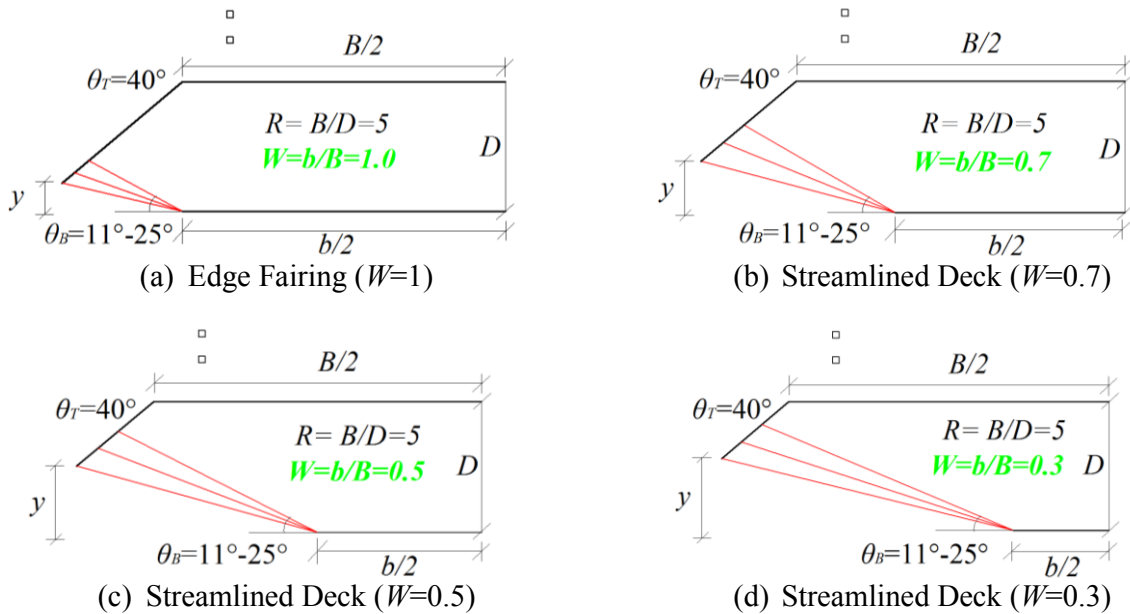 B/2
θT=40°
R= B/D=5
W=b/B=1.0
D
y
θB=11°-25°
b/2
(a) Edge Fairing (W=1)
B/2
θT=40°
R= B/D=5
W=b/B=0.7
D
y
θB=11°-25°
b/2
(b) Streamlined Deck (W=0.7)
B/2
θT=40°
R= B/D=5
W=b/B=0.5
D
y
θB=11°-25°
b/2
(c) Streamlined Deck (W=0.5)
B/2
θT=40°
R= B/D=5
W=b/B=0.3
D
y
θB=11°-25°
b/2
(d) Streamlined Deck (W=0.3)